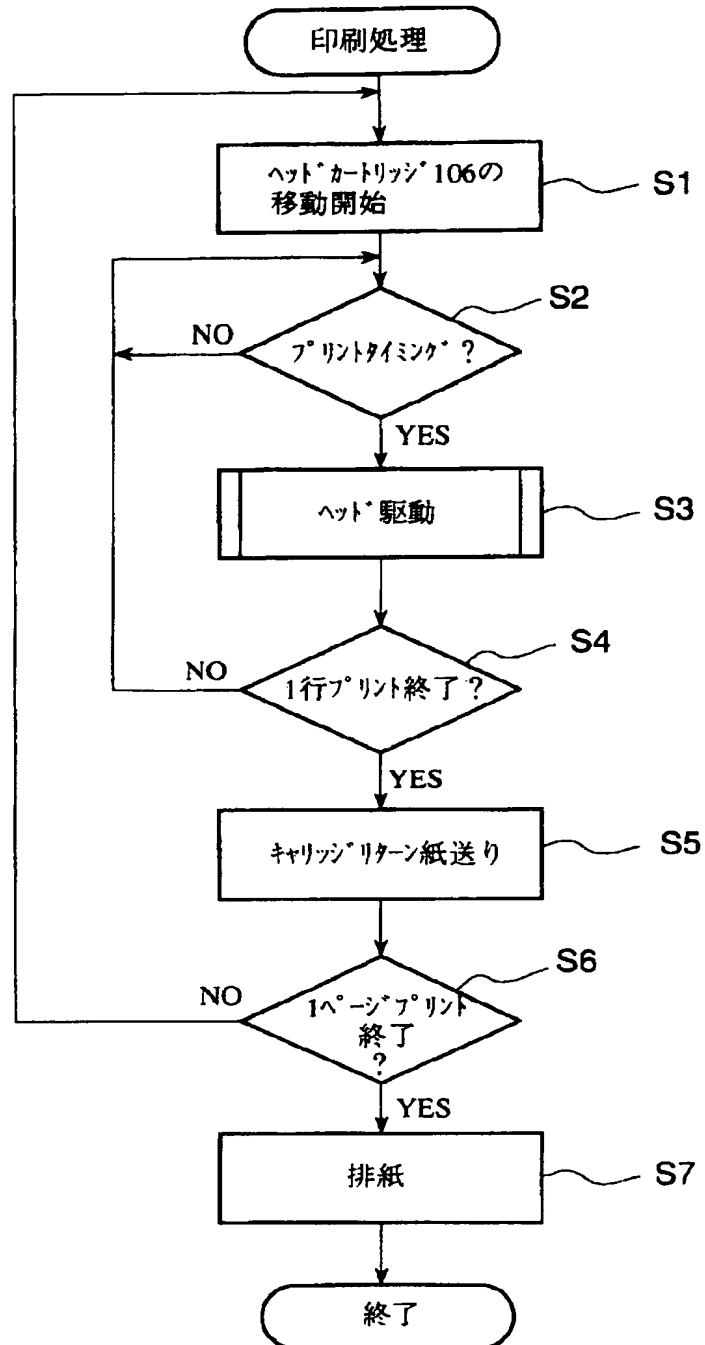 印刷処理
ヘッドカートリッジ106の
移動開始
S1
S2
プリントタイミング?
NO
YES
ヘッド駆動
S3
S4
1行プリント終了?
NO
YES
キャリッジリターン紙送り
S5
S6
1ページプリント
終了
?
NO
YES
排紙
S7
終了